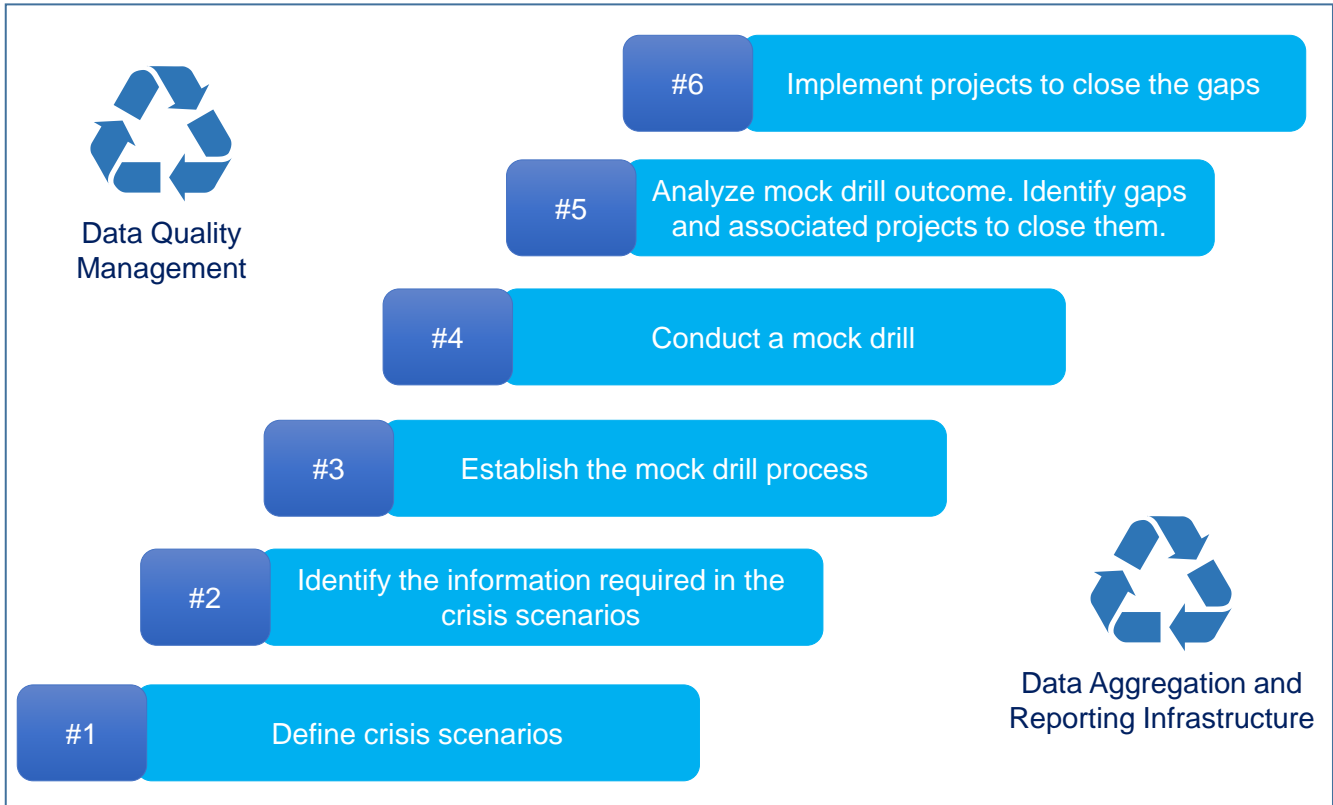 #6
Implement projects to close the gaps
#5
Analyze mock drill outcome. Identify gaps
and associated projects to close them.
Data Quality
Management
#4
Conduct a mock drill
#3
Establish the mock drill process
#2
Identify the information required in the
crisis scenarios
Data Aggregation and
Reporting Infrastructure
#1
Define crisis scenarios